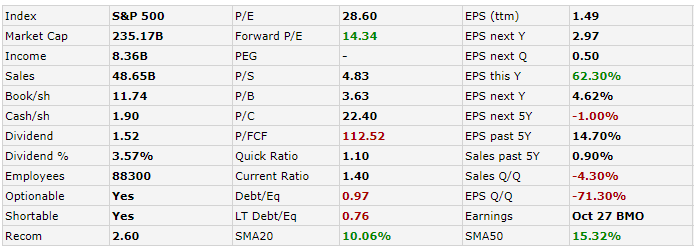 Index S&P 500 P/E 28.60 EPS (ttm) 1.49
Market Cap 235.17B Forward P/E 14.34 EPS next Y 2.97
Income 8.36B PEG - EPS next Q 0.50
Sales 48.65B P/S 4.83 EPS this Y 62.30%
Book/sh 11.74 P/B 3.63 EPS next Y 4.62%
Cash/sh 1.90 P/C 22.40 EPS next 5Y -1.00%
Dividend 1.52 P/FCF 112.52 EPS past 5Y 14.70%
Dividend % 3.57% Quick Ratio 1.10 Sales past 5Y 0.90%
Employees 88300 Current Ratio 1.40 Sales Q/Q -4.30%
Optionable Yes Debt/Eq 0.97 EPS Q/Q -71.30%
Shortable Yes LT Debt/Eq 0.76 Earnings Oct 27 BMO
Recom 2.60 SMA20 10.06% SMA50 15.32%